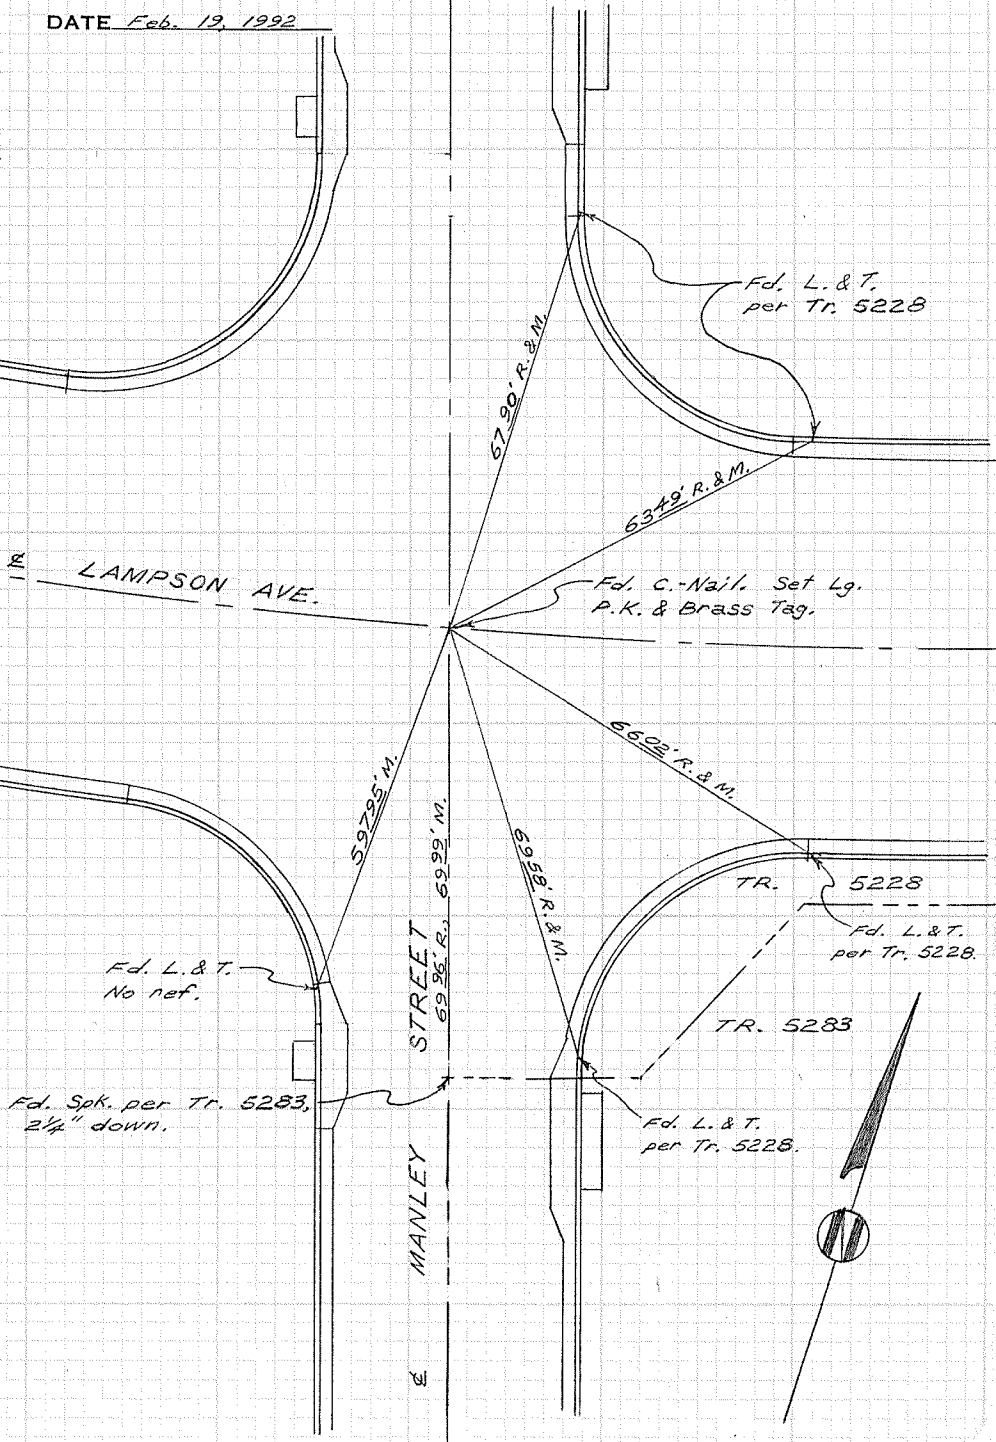 DATE Feb. 19, 1992
Fd. L. & T.
per Tr. 5228
67.90' R. & M.
63.49' R. & M.
℄ LAMPSON AVE.
Fd. C.-Nail. Set Lg.
P.K. & Brass Tag.
66.02' R. & M.
59.795' M.
69.96' R., 69.99' M.
69.58' R. & M.
TR. 5228
Fd. L. & T.
per Tr. 5228.
Fd. L. & T.
No ref.
TR. 5283
Fd. Spk. per Tr. 5283,
2¼" down.
Fd. L. & T.
per Tr. 5228.
℄ MANLEY STREET
N